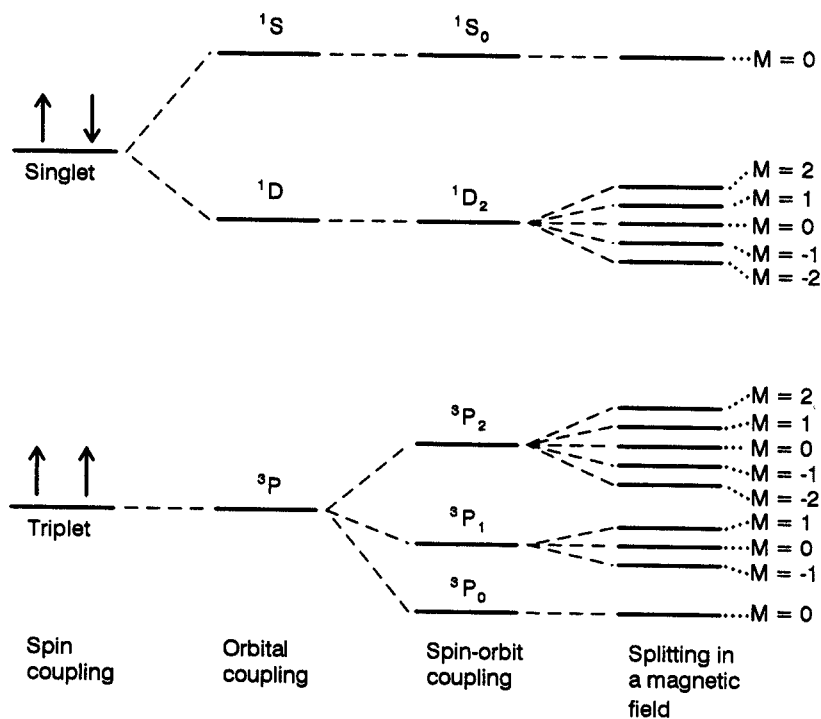 ¹S
¹S₀
M = 0
Singlet
¹D
¹D₂
M = 2
M = 1
M = 0
M = -1
M = -2
³P₂
M = 2
M = 1
M = 0
M = -1
M = -2
Triplet
³P
³P₁
M = 1
M = 0
M = -1
³P₀
M = 0
Spin
coupling
Orbital
coupling
Spin-orbit
coupling
Splitting in
a magnetic
field